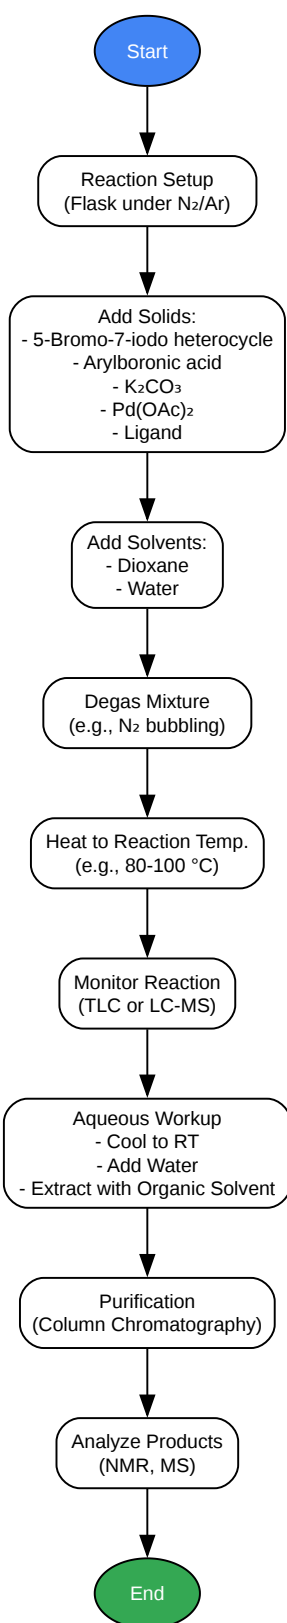 Start
Reaction Setup
(Flask under N₂/Ar)
Add Solids:
- 5-Bromo-7-iodo heterocycle
- Arylboronic acid
- K₂CO₃
- Pd(OAc)₂
- Ligand
Add Solvents:
- Dioxane
- Water
Degas Mixture
(e.g., N₂ bubbling)
Heat to Reaction Temp.
(e.g., 80-100 °C)
Monitor Reaction
(TLC or LC-MS)
Aqueous Workup
- Cool to RT
- Add Water
- Extract with Organic Solvent
Purification
(Column Chromatography)
Analyze Products
(NMR, MS)
End